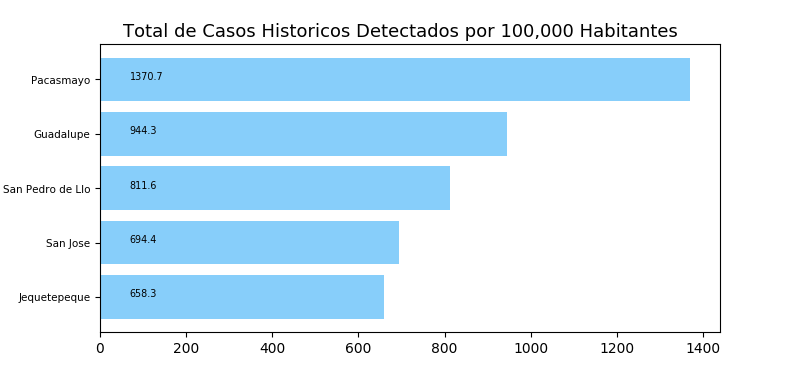 Total de Casos Historicos Detectados por 100,000 Habitantes
Pacasmayo 1370.7
Guadalupe 944.3
San Pedro de Llo 811.6
San Jose 694.4
Jequetepeque 658.3
0 200 400 600 800 1000 1200 1400